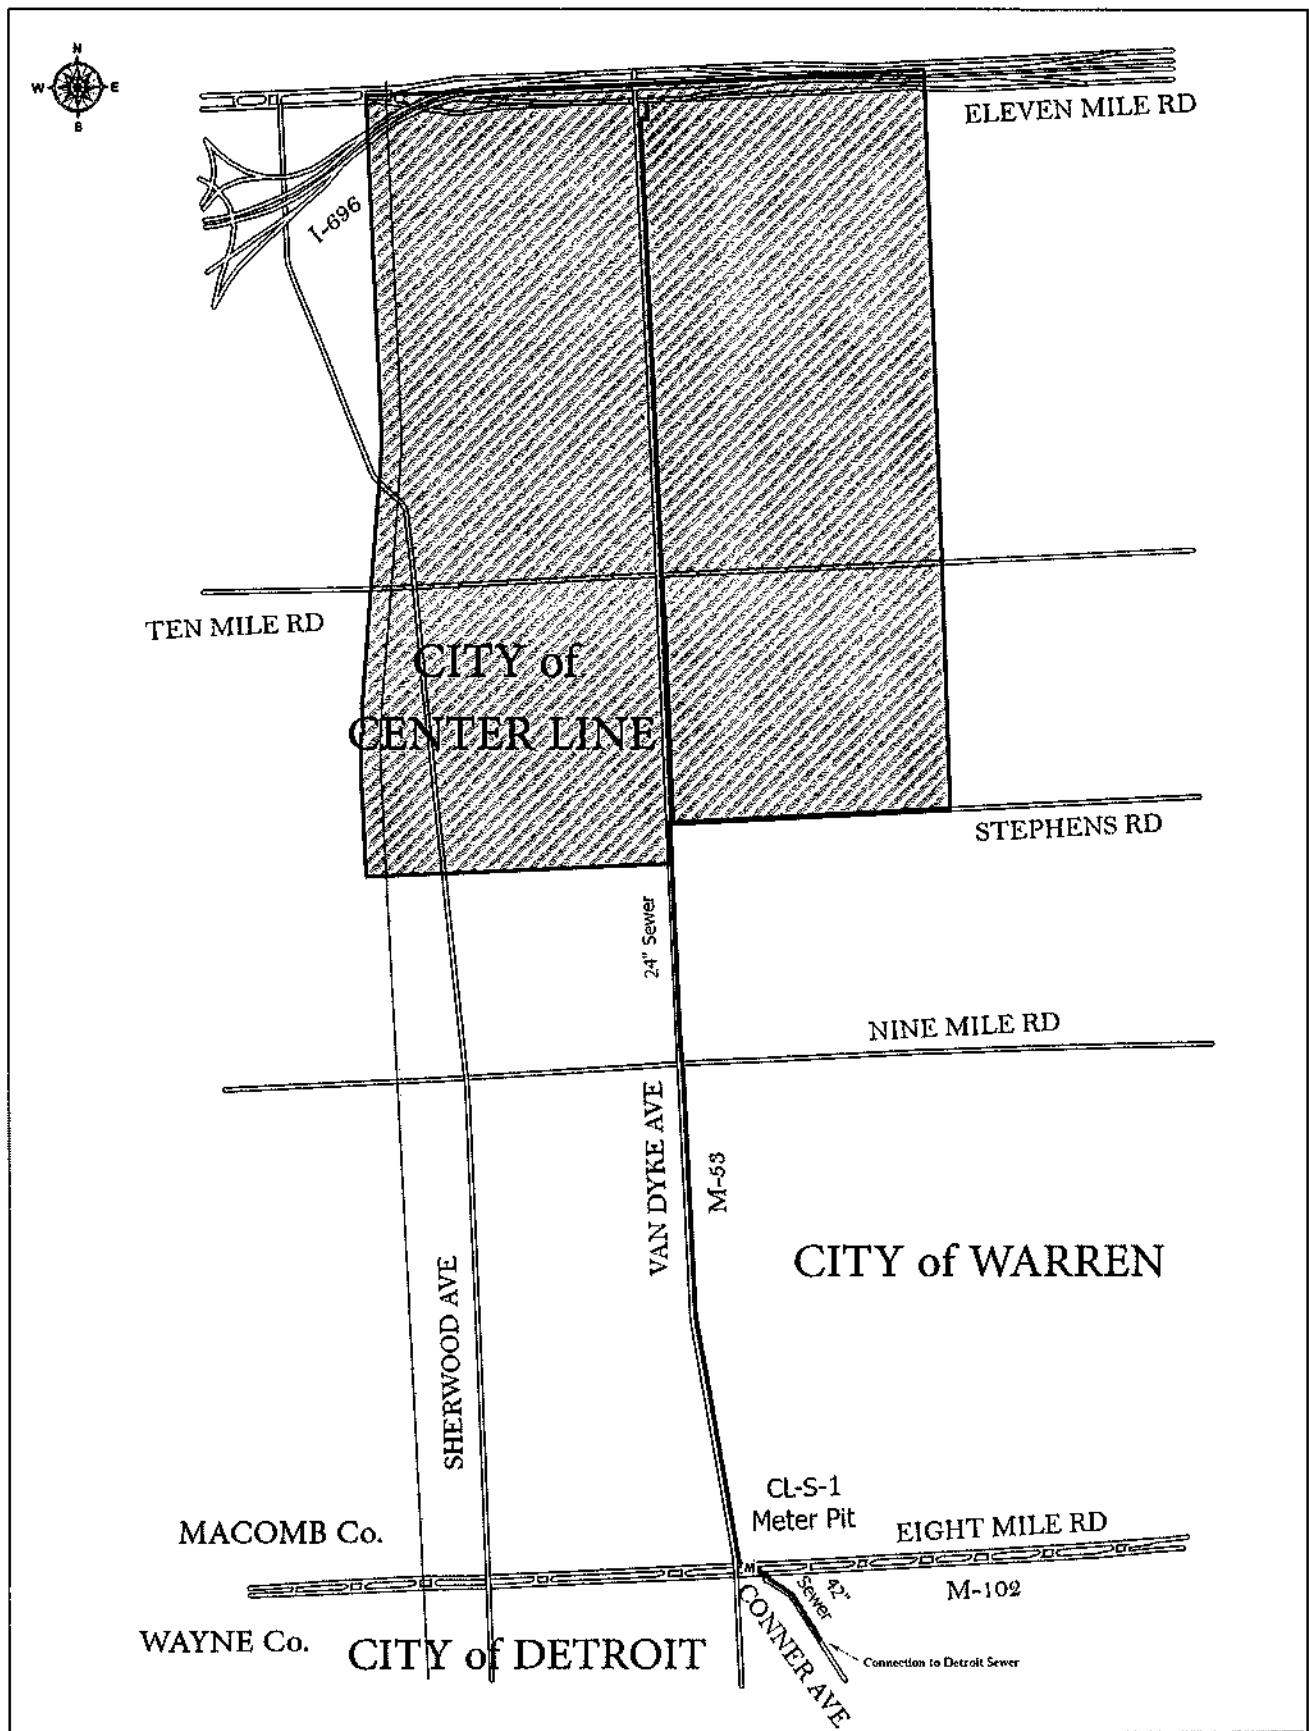 N
W E
B
ELEVEN MILE RD
I-696
TEN MILE RD
CITY of
CENTER LINE
STEPHENS RD
24" Sewer
NINE MILE RD
VAN DYKE AVE
M-53
CITY of WARREN
SHERWOOD AVE
CL-S-1
Meter Pit
MACOMB Co.
EIGHT MILE RD
M
42"
Sewer
M-102
WAYNE Co.
CITY of DETROIT
CONNER AVE
Connection to Detroit Sewer